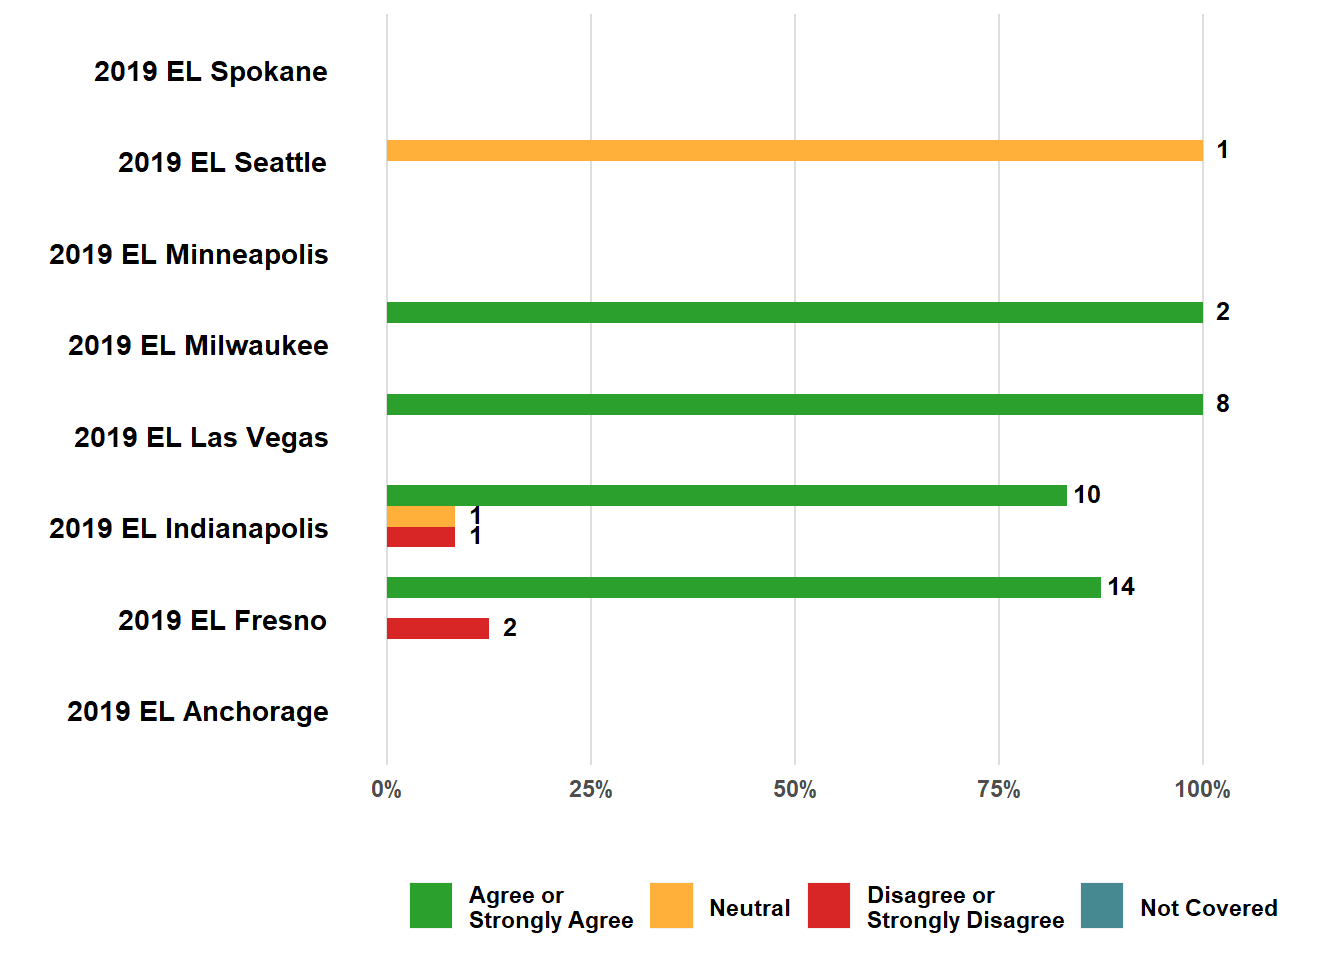 2019 EL Spokane
2019 EL Seattle
1
2019 EL Minneapolis
2
2019 EL Milwaukee
8
2019 EL Las Vegas
10
1
2019 EL Indianapolis
1
14
2019 EL Fresno
2
2019 EL Anchorage
0% 25% 50% 75% 100%
Agree or
Strongly Agree
Neutral
Disagree or
Strongly Disagree
Not Covered